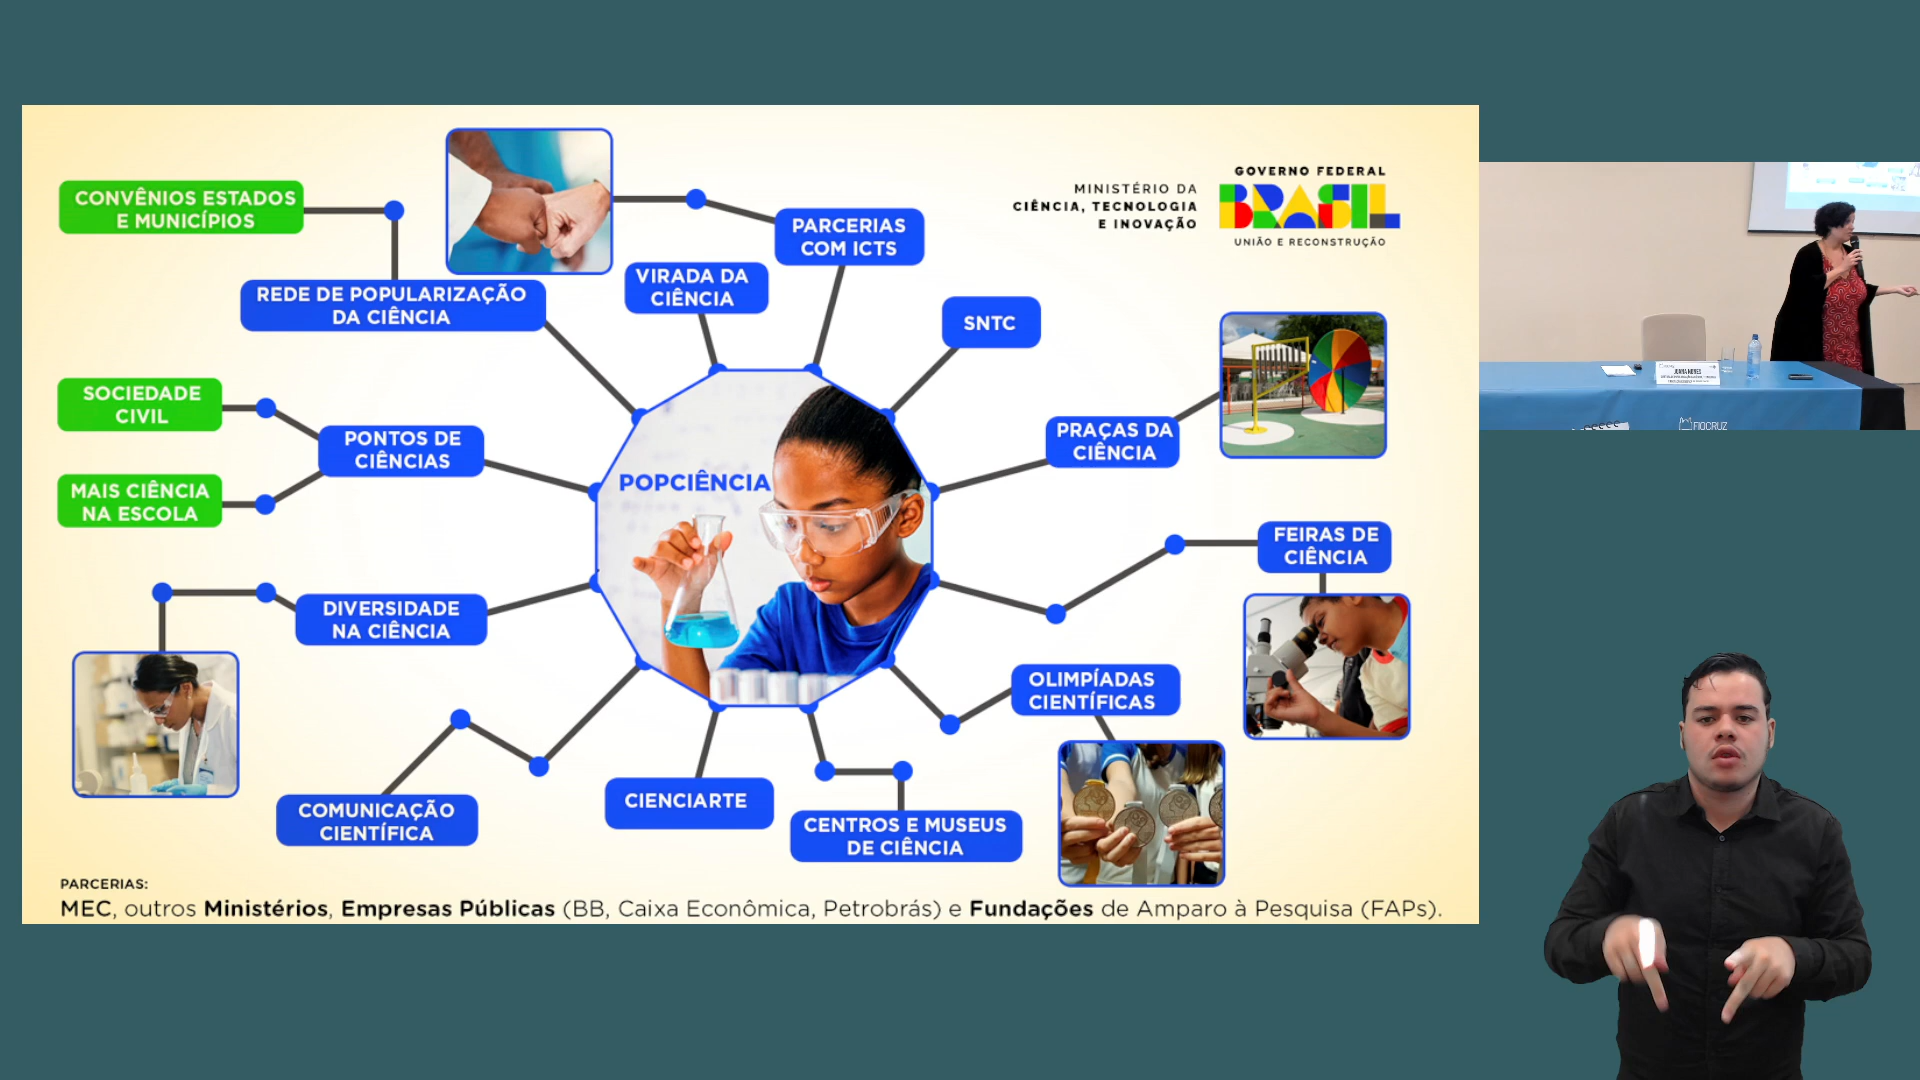 CONVÊNIOS ESTADOS
E MUNICÍPIOS
REDE DE POPULARIZAÇÃO
DA CIÊNCIA
VIRADA DA
CIÊNCIA
PARCERIAS
COM ICTS
MINISTÉRIO DA
CIÊNCIA, TECNOLOGIA
E INOVAÇÃO
GOVERNO FEDERAL
BRASIL
UNIÃO E RECONSTRUÇÃO
SNTC
SOCIEDADE
CIVIL
PONTOS DE
CIÊNCIAS
MAIS CIÊNCIA
NA ESCOLA
POPCIÊNCIA
PRAÇAS DA
CIÊNCIA
FEIRAS DE
CIÊNCIA
DIVERSIDADE
NA CIÊNCIA
OLIMPÍADAS
CIENTÍFICAS
COMUNICAÇÃO
CIENTÍFICA
CIENCIARTE
CENTROS E MUSEUS
DE CIÊNCIA
PARCERIAS:
MEC, outros Ministérios, Empresas Públicas (BB, Caixa Econômica, Petrobrás) e Fundações de Amparo à Pesquisa (FAPs).
JUANA NUNES
FIOCRUZ